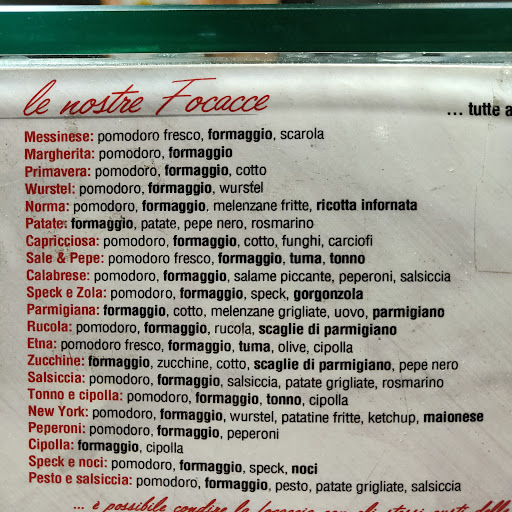 le nostre Focacce
... tutte a
Messinese: pomodoro fresco, formaggio, scarola
Margherita: pomodoro, formaggio
Primavera: pomodoro, formaggio, cotto
Wurstel: pomodoro, formaggio, wurstel
Norma: pomodoro, formaggio, melenzane fritte, ricotta infornata
Patate: formaggio, patate, pepe nero, rosmarino
Capricciosa: pomodoro, formaggio, cotto, funghi, carciofi
Sale & Pepe: pomodoro fresco, formaggio, tuma, tonno
Calabrese: pomodoro, formaggio, salame piccante, peperoni, salsiccia
Speck e Zola: pomodoro, formaggio, speck, gorgonzola
Parmigiana: formaggio, cotto, melenzane grigliate, uovo, parmigiano
Rucola: pomodoro, formaggio, rucola, scaglie di parmigiano
Etna: pomodoro fresco, formaggio, tuma, olive, cipolla
Zucchine: formaggio, zucchine, cotto, scaglie di parmigiano, pepe nero
Salsiccia: pomodoro, formaggio, salsiccia, patate grigliate, rosmarino
Tonno e cipolla: pomodoro, formaggio, tonno, cipolla
New York: pomodoro, formaggio, wurstel, patatine fritte, ketchup, maionese
Peperoni: pomodoro, formaggio, peperoni
Cipolla: formaggio, cipolla
Speck e noci: pomodoro, formaggio, speck, noci
Pesto e salsiccia: pomodoro, formaggio, pesto, patate grigliate, salsiccia
... è possibile condire la focaccia con gli stessi gusti delle